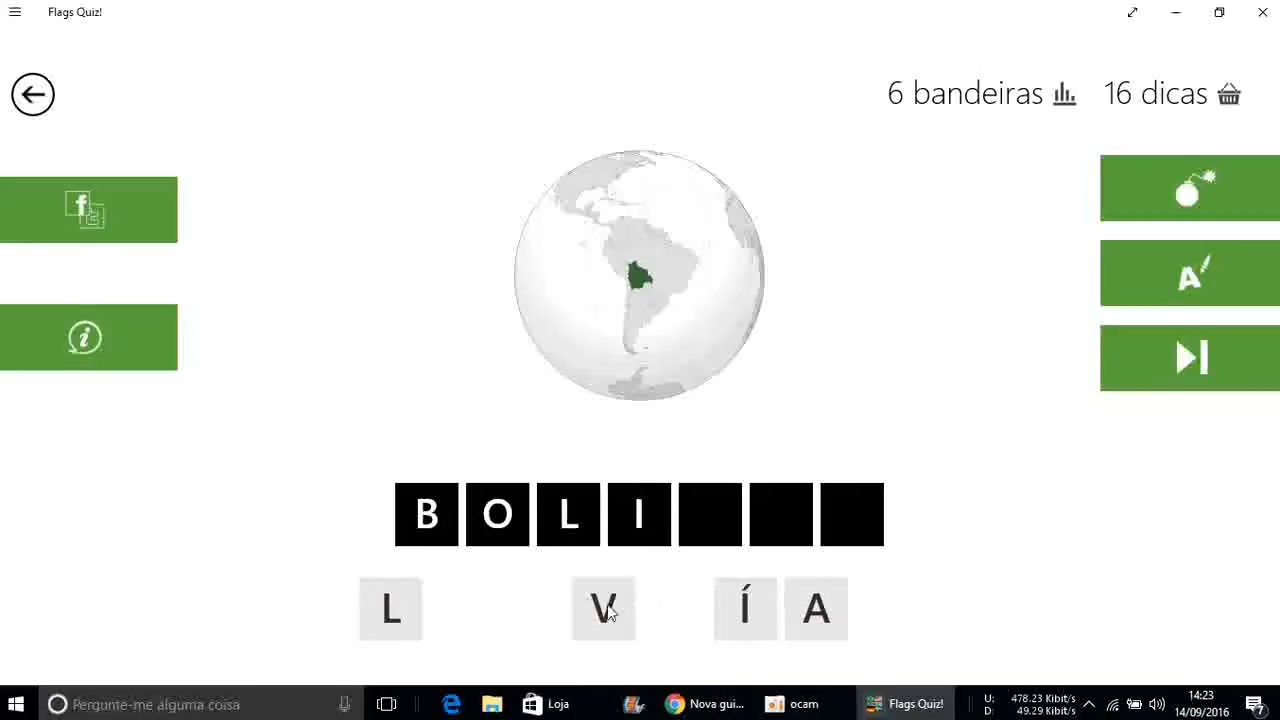 Flags Quiz!
6 bandeiras 16 dicas
f
t
i
A
B O L I
L V Í A
Pergunte-me alguma coisa
Loja
Nova gui...
ocam
Flags Quiz!
U: 478.23 Kibit/s
D: 49.29 Kibit/s
14:23
14/09/2016
7